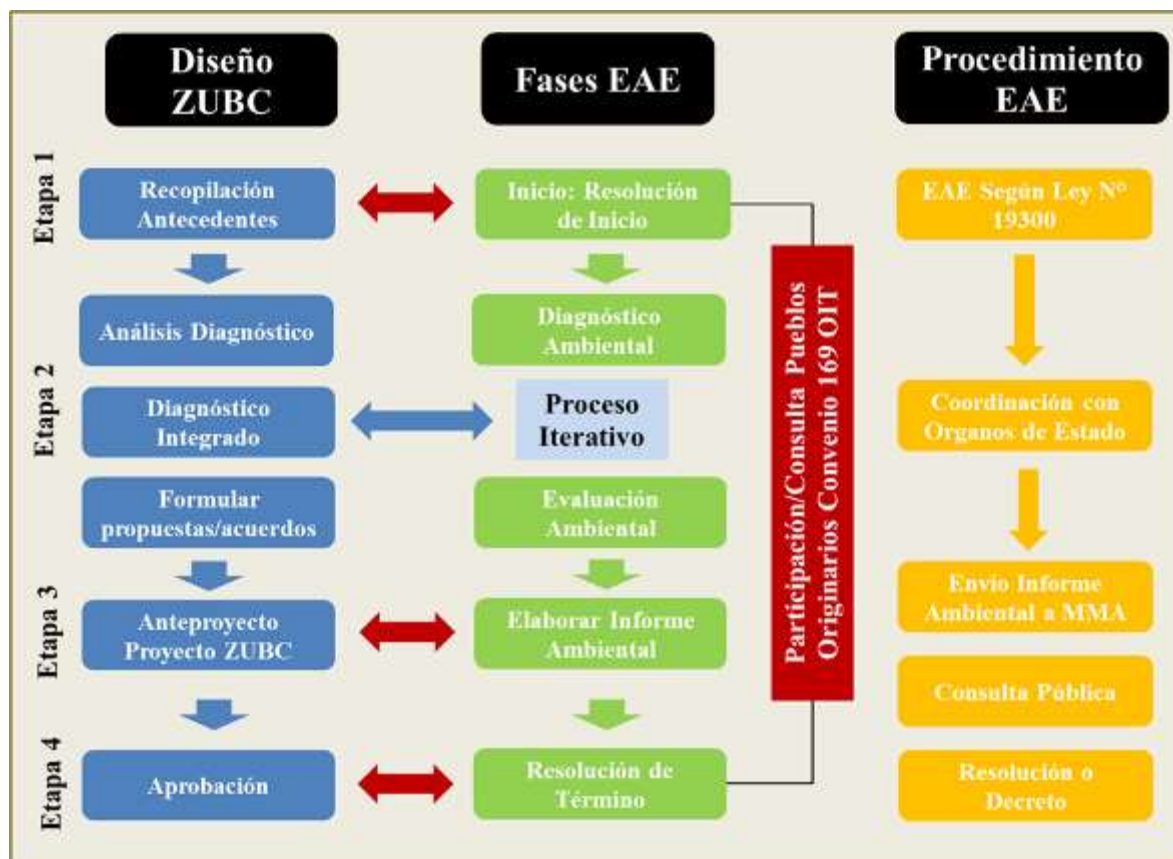 Diseño
ZUBC
Fases EAE
Procedimiento
EAE
Etapa 1
Recopilación
Antecedentes
Inicio: Resolución
de Inicio
EAE Según Ley N°
19300
Análisis Diagnóstico
Diagnóstico
Ambiental
Etapa 2
Diagnóstico
Integrado
Proceso
Iterativo
Coordinación con
Organos de Estado
Formular
propuestas/acuerdos
Evaluación
Ambiental
Participación/Consulta Pueblos
Originarios Convenio 169 OIT
Etapa 3
Anteproyecto
Proyecto ZUBC
Elaborar Informe
Ambiental
Envío Informe
Ambiental a MMA
Consulta Pública
Etapa 4
Aprobación
Resolución de
Término
Resolución o
Decreto